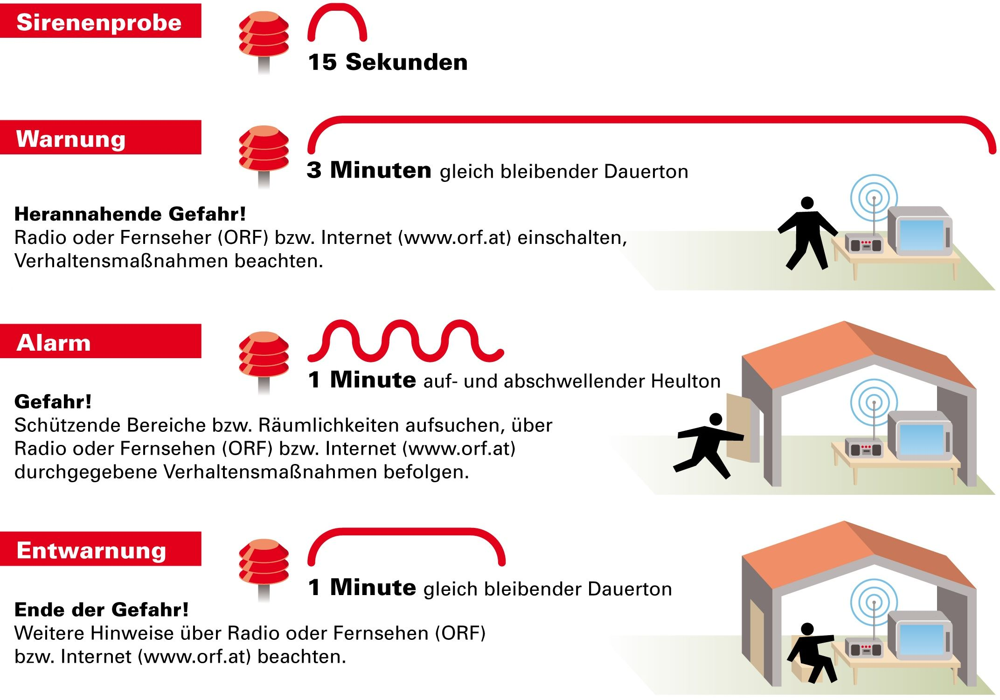 Sirenenprobe
15 Sekunden
Warnung
3 Minuten gleich bleibender Dauerton
Herannahende Gefahr!
Radio oder Fernseher (ORF) bzw. Internet (www.orf.at) einschalten,
Verhaltensmaßnahmen beachten.
Alarm
1 Minute auf- und abschwellender Heulton
Gefahr!
Schützende Bereiche bzw. Räumlichkeiten aufsuchen, über
Radio oder Fernsehen (ORF) bzw. Internet (www.orf.at)
durchgegebene Verhaltensmaßnahmen befolgen.
Entwarnung
1 Minute gleich bleibender Dauerton
Ende der Gefahr!
Weitere Hinweise über Radio oder Fernsehen (ORF)
bzw. Internet (www.orf.at) beachten.